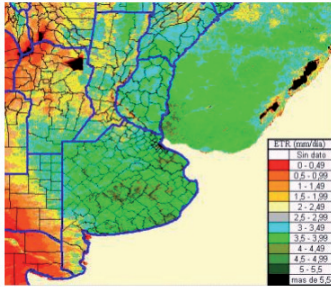 ETR (mm/dia)
Sin dato
0 - 0,49
0,5 - 0,99
1 - 1,49
1,5 - 1,99
2 - 2,49
2,5 - 2,99
3 - 3,49
3,5 - 3,99
4 - 4,49
4,5 - 4,99
5 - 5,5
mas de 5,5